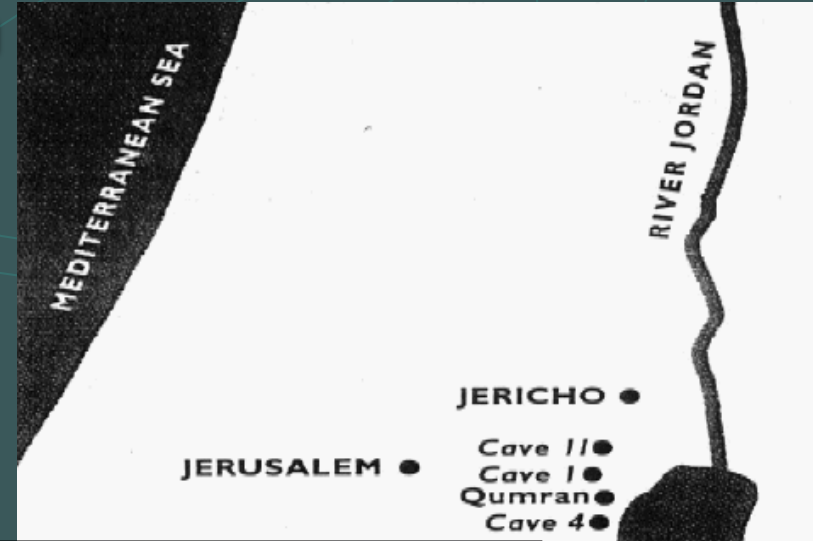 MEDITERRANEAN SEA
RIVER JORDAN
JERICHO
Cave 11
JERUSALEM
Cave 1
Qumran
Cave 4